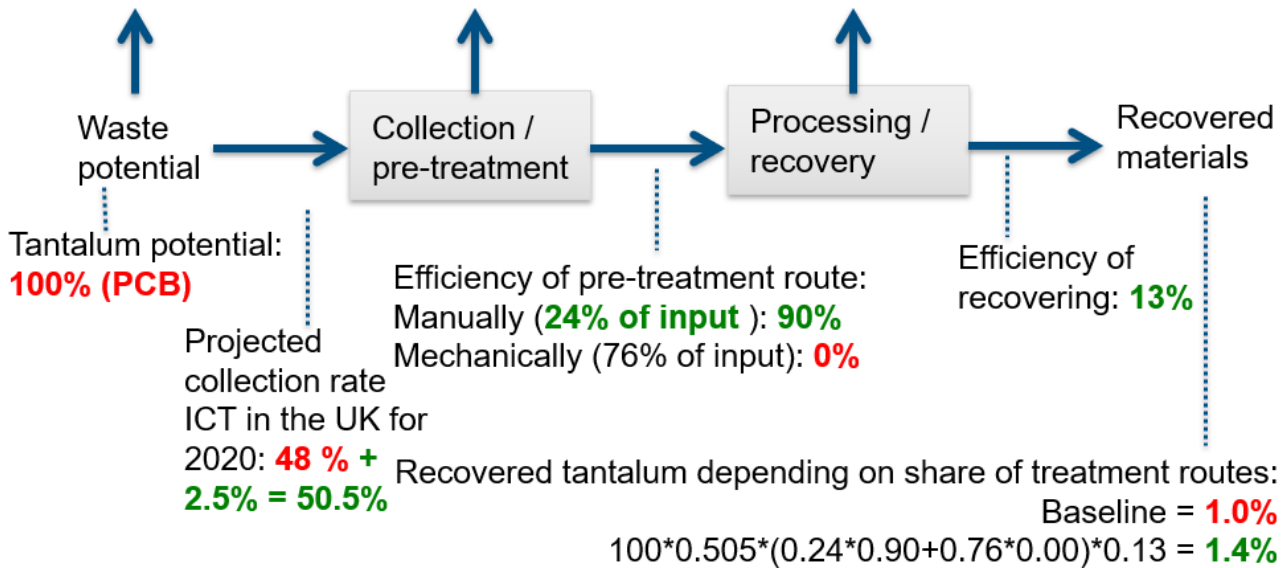 Waste
potential
Collection /
pre-treatment
Processing /
recovery
Recovered
materials
Tantalum potential:
100% (PCB)
Projected
collection rate
ICT in the UK for
2020: 48 % +
2.5% = 50.5%
Efficiency of pre-treatment route:
Manually (24% of input ): 90%
Mechanically (76% of input): 0%
Efficiency of
recovering: 13%
Recovered tantalum depending on share of treatment routes:
Baseline = 1.0%
100*0.505*(0.24*0.90+0.76*0.00)*0.13 = 1.4%